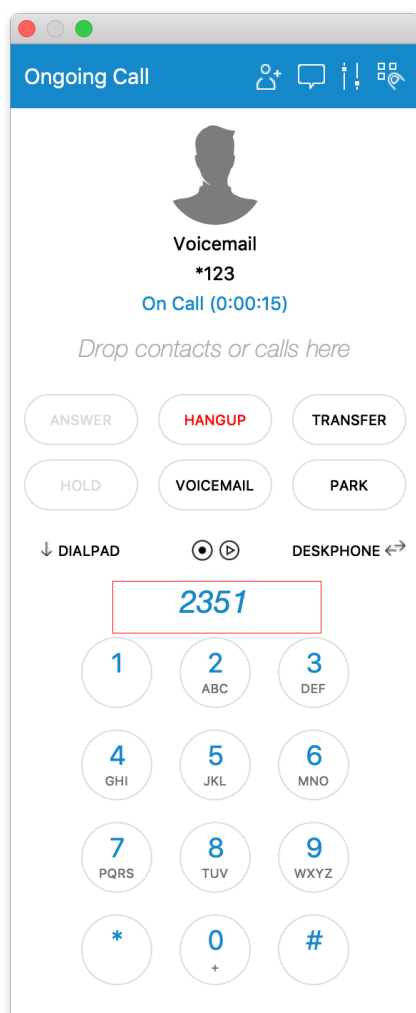 Ongoing Call
Voicemail
*123
On Call (0:00:15)
Drop contacts or calls here
ANSWER HANGUP TRANSFER
HOLD VOICEMAIL PARK
DIALPAD DESKPHONE
2351
1 2 3
ABC DEF
4 5 6
GHI JKL MNO
7 8 9
PQRS TUV WXYZ
* 0 #
+